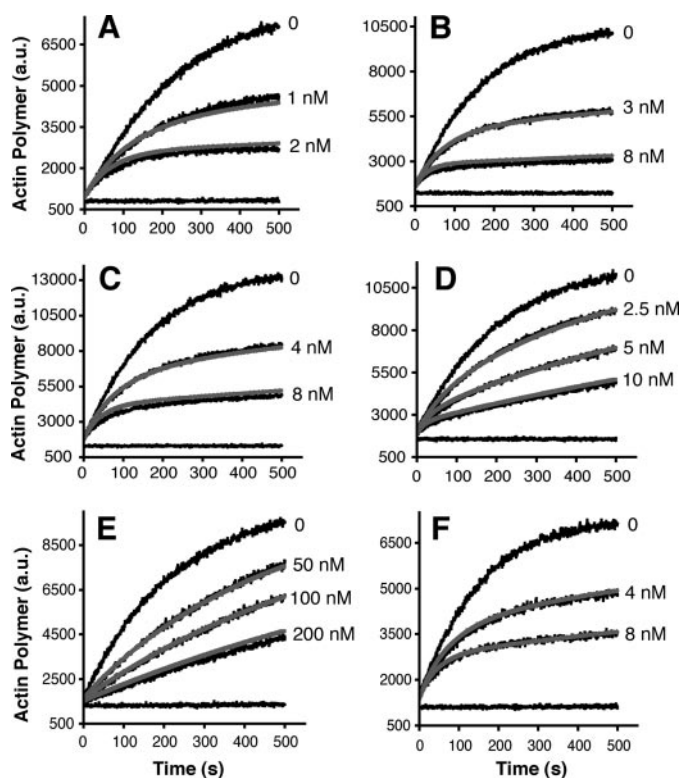 A
B
Actin Polymer (a.u.)
6500
5000
3500
2000
500
0
1 nM
2 nM
0 100 200 300 400 500
10500
8000
5500
3000
500
0
3 nM
8 nM
0 100 200 300 400 500
C
D
Actin Polymer (a.u.)
13000
10500
8000
5500
3000
500
0
4 nM
8 nM
0 100 200 300 400 500
10500
8000
5500
3000
500
0
2.5 nM
5 nM
10 nM
0 100 200 300 400 500
E
F
Actin Polymer (a.u.)
8500
6500
4500
2500
500
0
50 nM
100 nM
200 nM
0 100 200 300 400 500
Time (s)
6500
5000
3500
2000
500
0
4 nM
8 nM
0 100 200 300 400 500
Time (s)